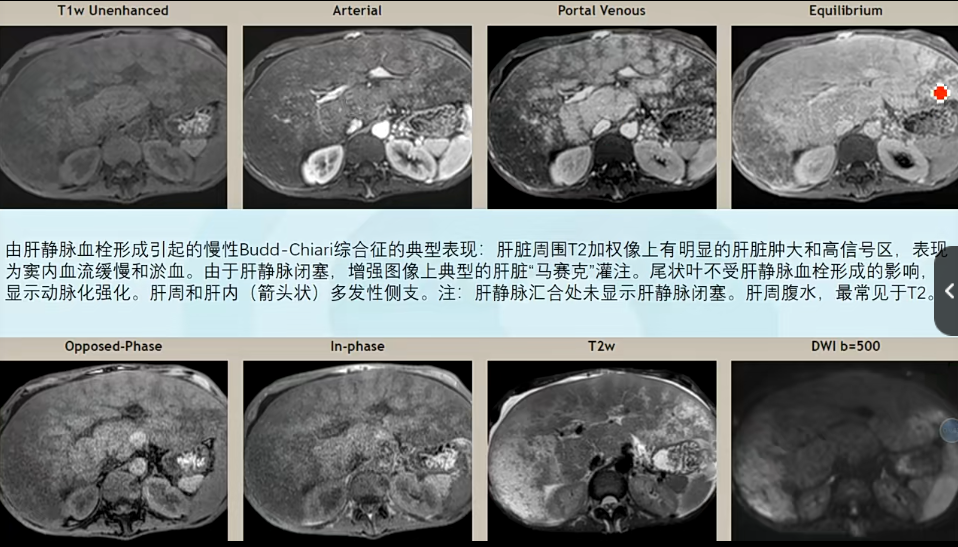 T1w Unenhanced
Arterial
Portal Venous
Equilibrium
由肝静脉血栓形成引起的慢性Budd-Chiari综合征的典型表现：肝脏周围T2加权像上有明显的肝脏肿大和高信号区，表现
为窦内血流缓慢和淤血。由于肝静脉闭塞，增强图像上典型的肝脏“马赛克”灌注。尾状叶不受肝静脉血栓形成的影响，
显示动脉化强化。肝周和肝内（箭头状）多发性侧支。注：肝静脉汇合处未显示肝静脉闭塞。肝周腹水，最常见于T2。
Opposed-Phase
In-phase
T2w
DWI b=500